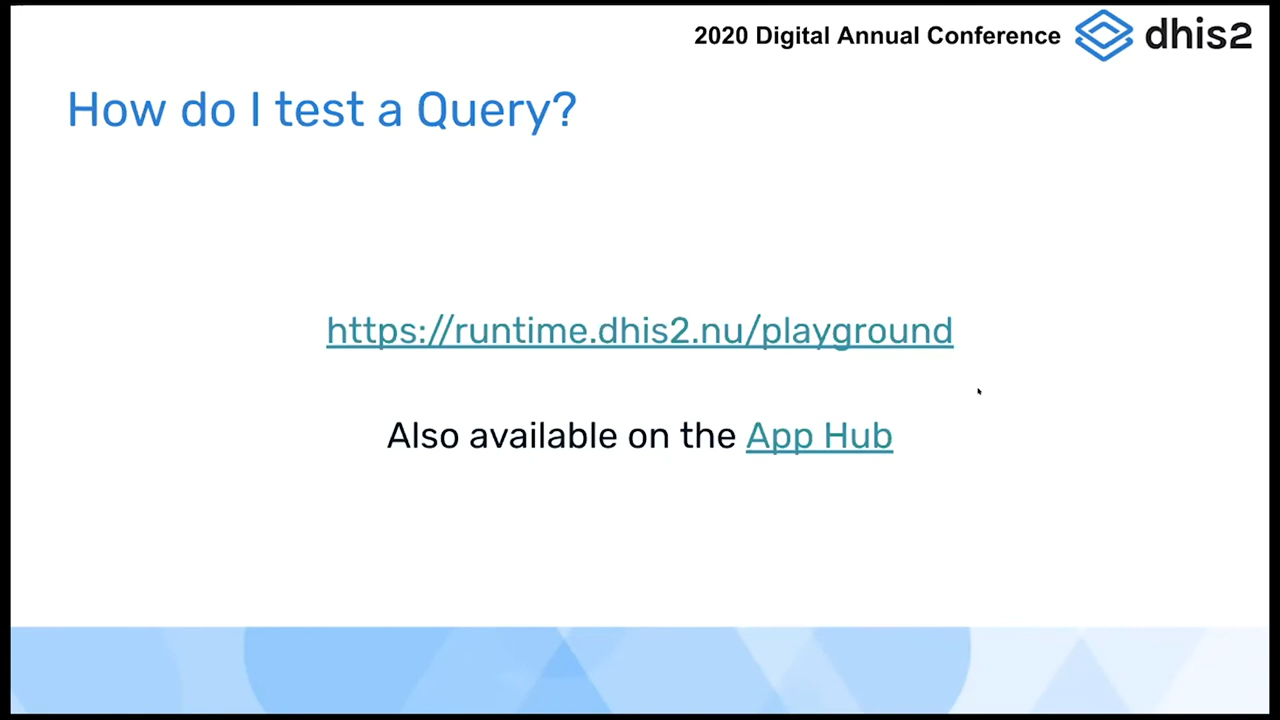 2020 Digital Annual Conference dhis2
How do I test a Query?
https://runtime.dhis2.nu/playground
Also available on the App Hub